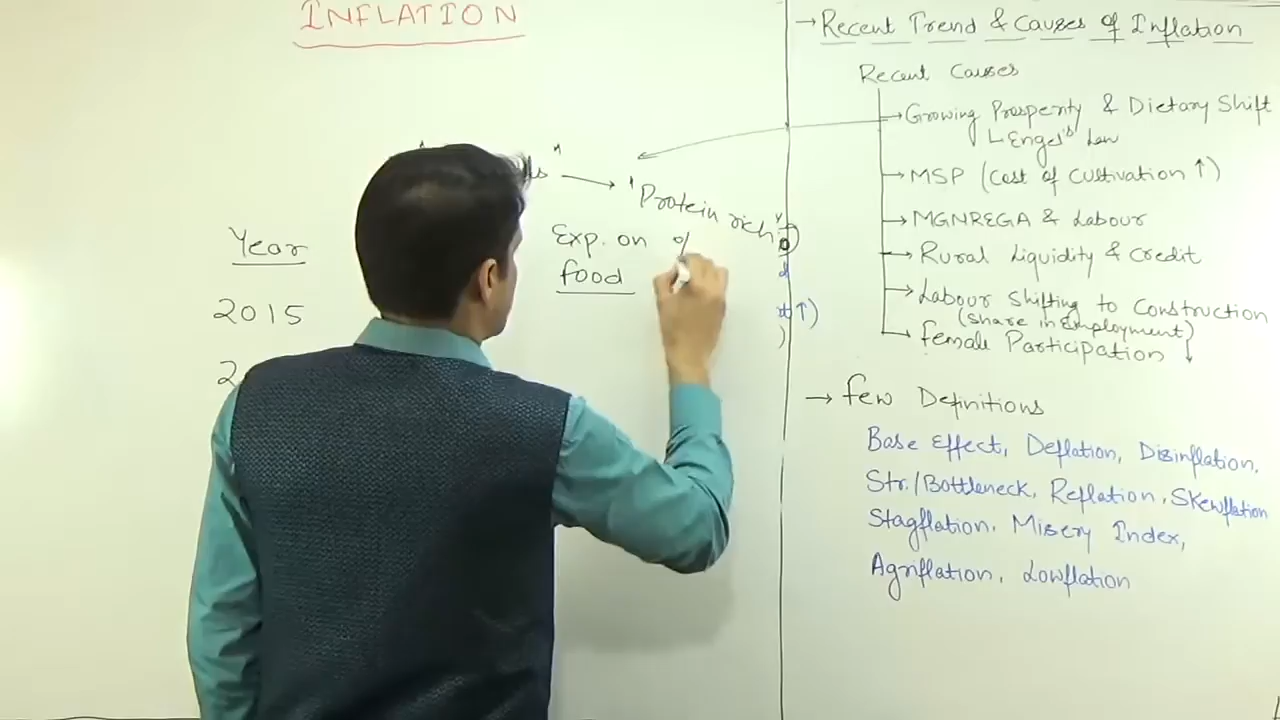 INFLATION
→ Recent Trend & Causes of Inflation
Recent Causes
→ Growing Prosperity & Dietary Shift
↳ Engel's Law
→ MSP (Cost of Cultivation ↑)
→ MGNREGA & Labour
→ Rural Liquidity & Credit
→ Labour Shifting to Construction
(Share in Employment)
→ Female Participation ↓
→ "Protein rich"
Year
Exp. on
food
%
2015
2
→ Few Definitions
Base Effect, Deflation, Disinflation,
Str./Bottleneck, Reflation, Skewflation
Stagflation, Misery Index,
Agriflation, Lowflation